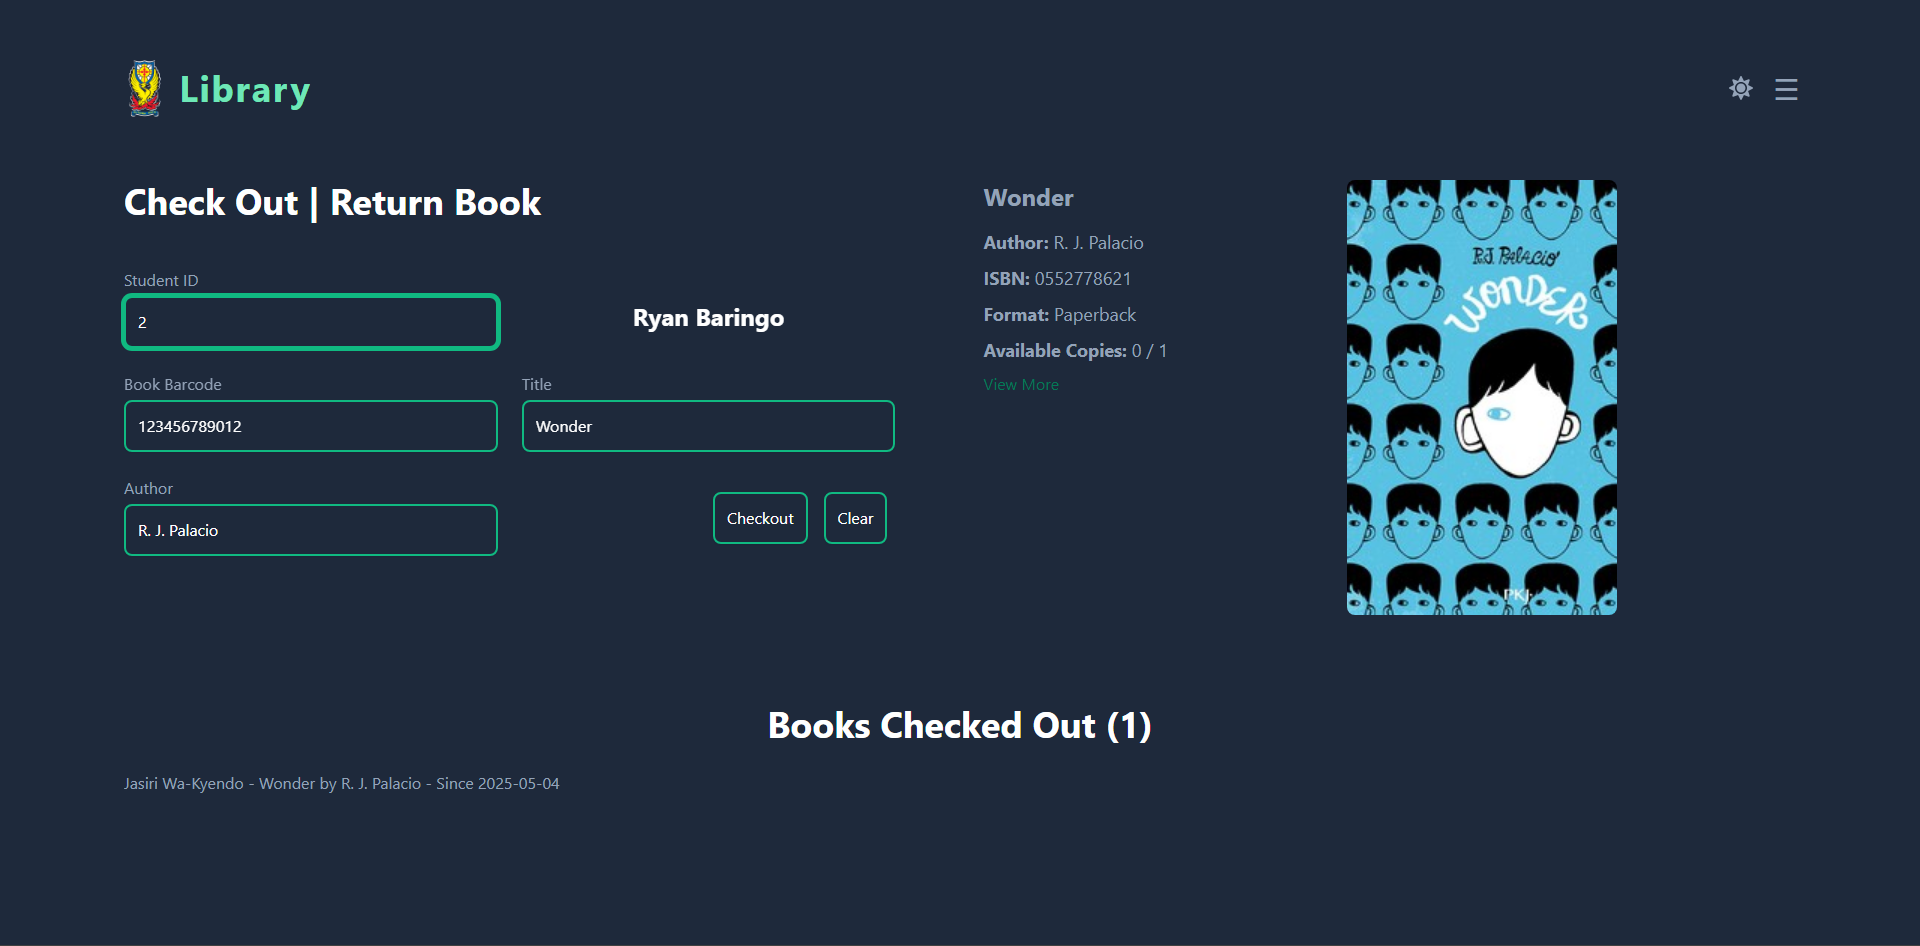 Library
Check Out | Return Book
Student ID
2
Ryan Baringo
Book Barcode
123456789012
Title
Wonder
Author
R. J. Palacio
Checkout
Clear
Wonder
Author: R. J. Palacio
ISBN: 0552778621
Format: Paperback
Available Copies: 0 / 1
View More
R.J. Palacio
WONDER
PKJ·
Books Checked Out (1)
Jasiri Wa-Kyendo - Wonder by R. J. Palacio - Since 2025-05-04